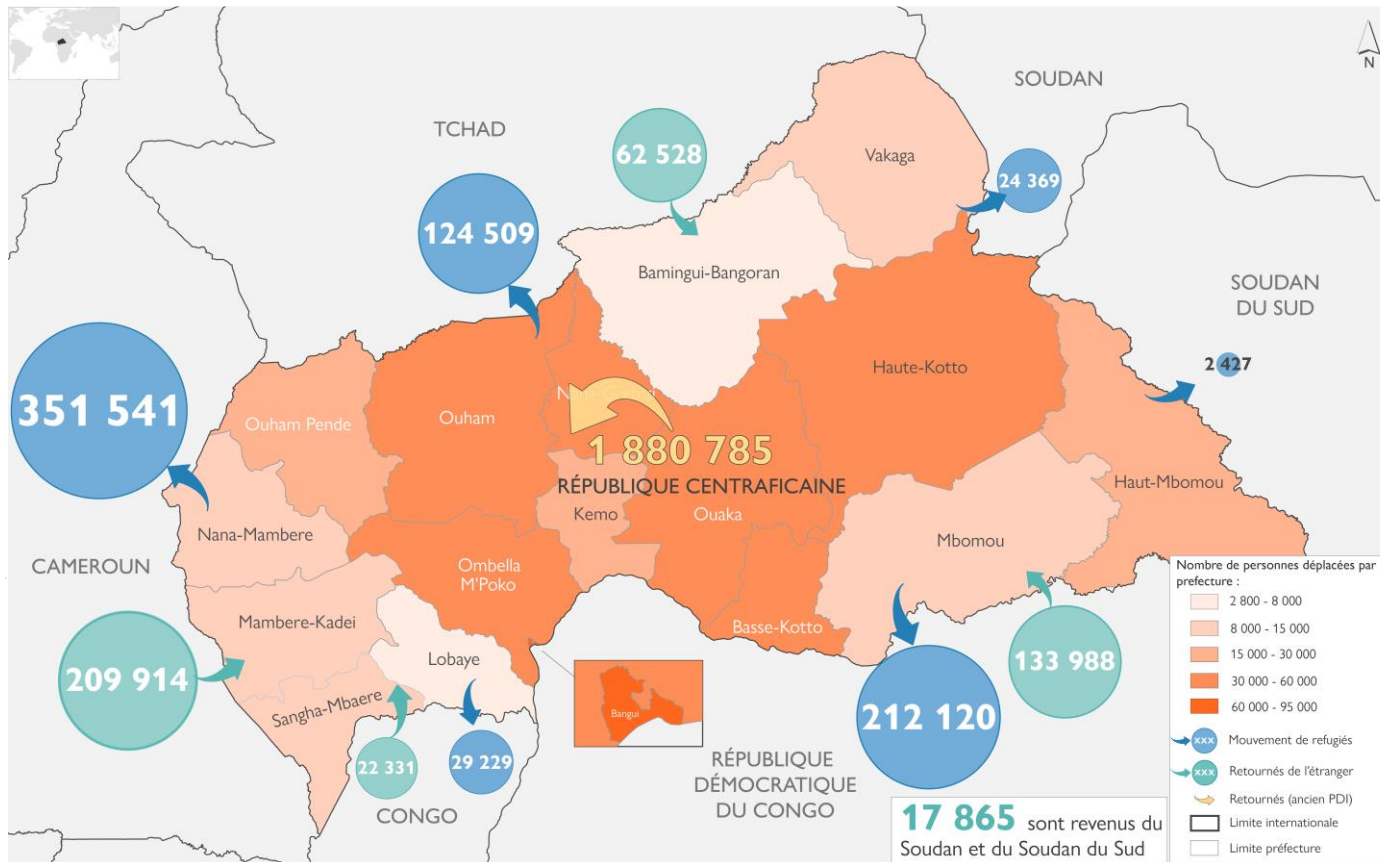 N
SOUDAN
TCHAD
62 528
Vakaga
24 369
124 509
Bamingui-Bangoran
SOUDAN
DU SUD
Haute-Kotto
2 427
351 541
Ouham Pende
Ouham
1 880 785
RÉPUBLIQUE CENTRAFICAINE
Haut-Mbomou
Kemo
Ouaka
Nana-Mambere
Mbomou
CAMEROUN
Ombella
M'Poko
Mambere-Kadei
Basse-Kotto
Lobaye
209 914
133 988
Sangha-Mbaere
212 120
Bangui
22 331
29 229
CONGO
RÉPUBLIQUE
DÉMOCRATIQUE
DU CONGO
17 865 sont revenus du
Soudan et du Soudan du Sud
Nombre de personnes déplacées par
prefecture :
2 800 - 8 000
8 000 - 15 000
15 000 - 30 000
30 000 - 60 000
60 000 - 95 000
xxx Mouvement de refugiés
xxx Retournés de l'étranger
Retournés (ancien PDI)
Limite internationale
Limite préfecture